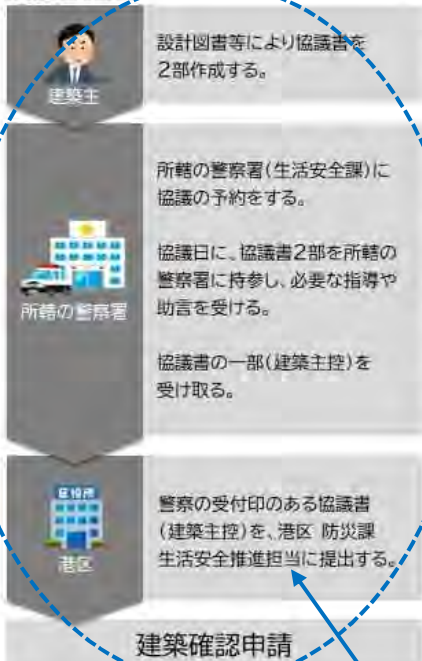 設計図書等により協議書を
2部作成する。
建築主
所轄の警察署(生活安全課)に
協議の予約をする。
協議日に、協議書2部を所轄の
警察署に持参し、必要な指導や
助言を受ける。
所轄の警察署
協議書の一部(建築主控)を
受け取る。
区役所
警察の受付印のある協議書
(建築主控)を、港区 防災課
生活安全推進担当に提出する。
港区
建築確認申請